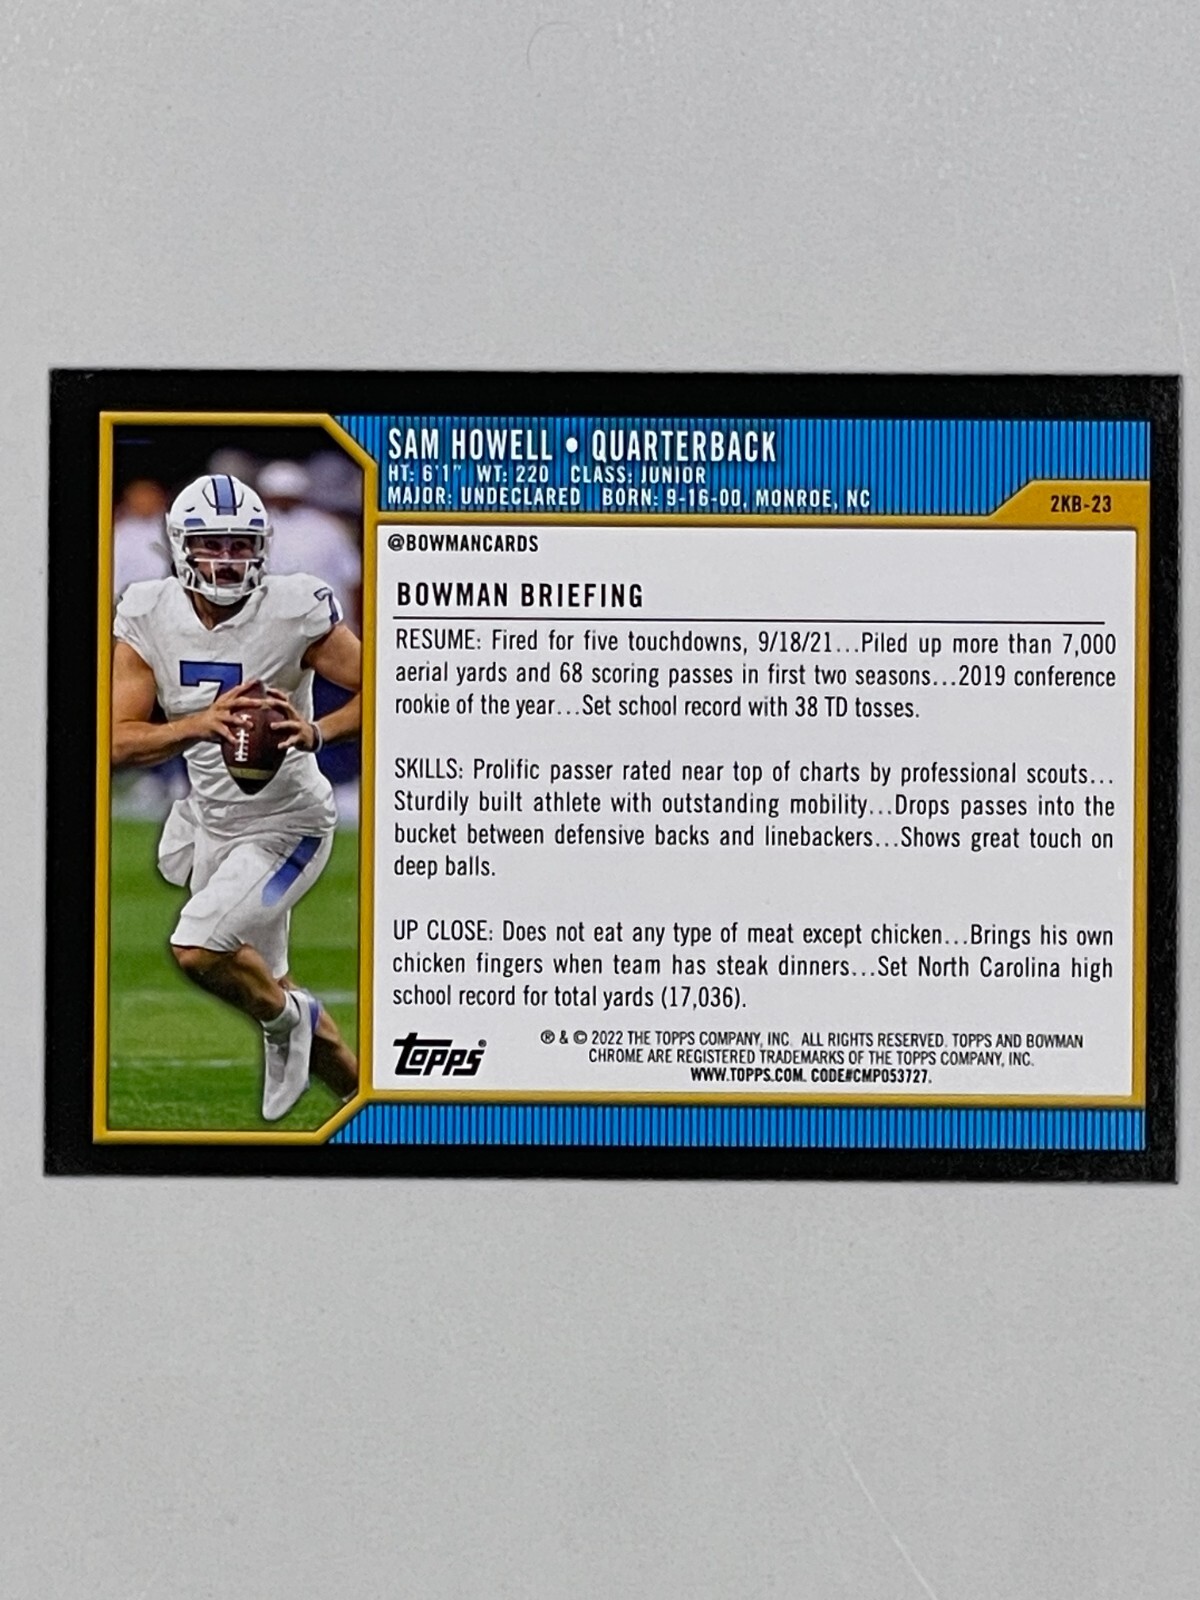 SAM HOWELL • QUARTERBACK
HT: 6'1" WT: 220 CLASS: JUNIOR
MAJOR: UNDECLARED BORN: 9-16-00, MONROE, NC
2KB-23
@BOWMANCARDS
BOWMAN BRIEFING
RESUME: Fired for five touchdowns, 9/18/21...Piled up more than 7,000
aerial yards and 68 scoring passes in first two seasons...2019 conference
rookie of the year...Set school record with 38 TD tosses.
SKILLS: Prolific passer rated near top of charts by professional scouts...
Sturdily built athlete with outstanding mobility...Drops passes into the
bucket between defensive backs and linebackers...Shows great touch on
deep balls.
UP CLOSE: Does not eat any type of meat except chicken...Brings his own
chicken fingers when team has steak dinners...Set North Carolina high
school record for total yards (17,036).
Topps®
® & © 2022 THE TOPPS COMPANY, INC. ALL RIGHTS RESERVED. TOPPS AND BOWMAN
CHROME ARE REGISTERED TRADEMARKS OF THE TOPPS COMPANY, INC.
WWW.TOPPS.COM. CODE#CMP053727.
7
7